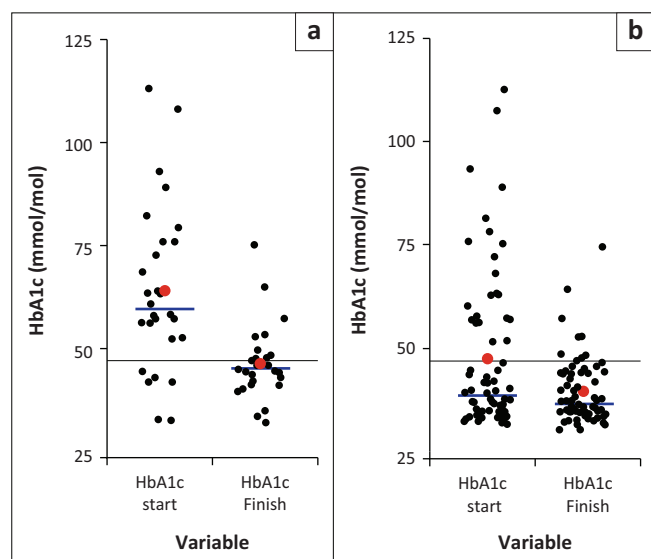 a
HbA1c (mmol/mol)
125
100
75
50
25
HbA1c
start
HbA1c
Finish
Variable
b
HbA1c (mmol/mol)
125
100
75
50
25
HbA1c
start
HbA1c
Finish
Variable